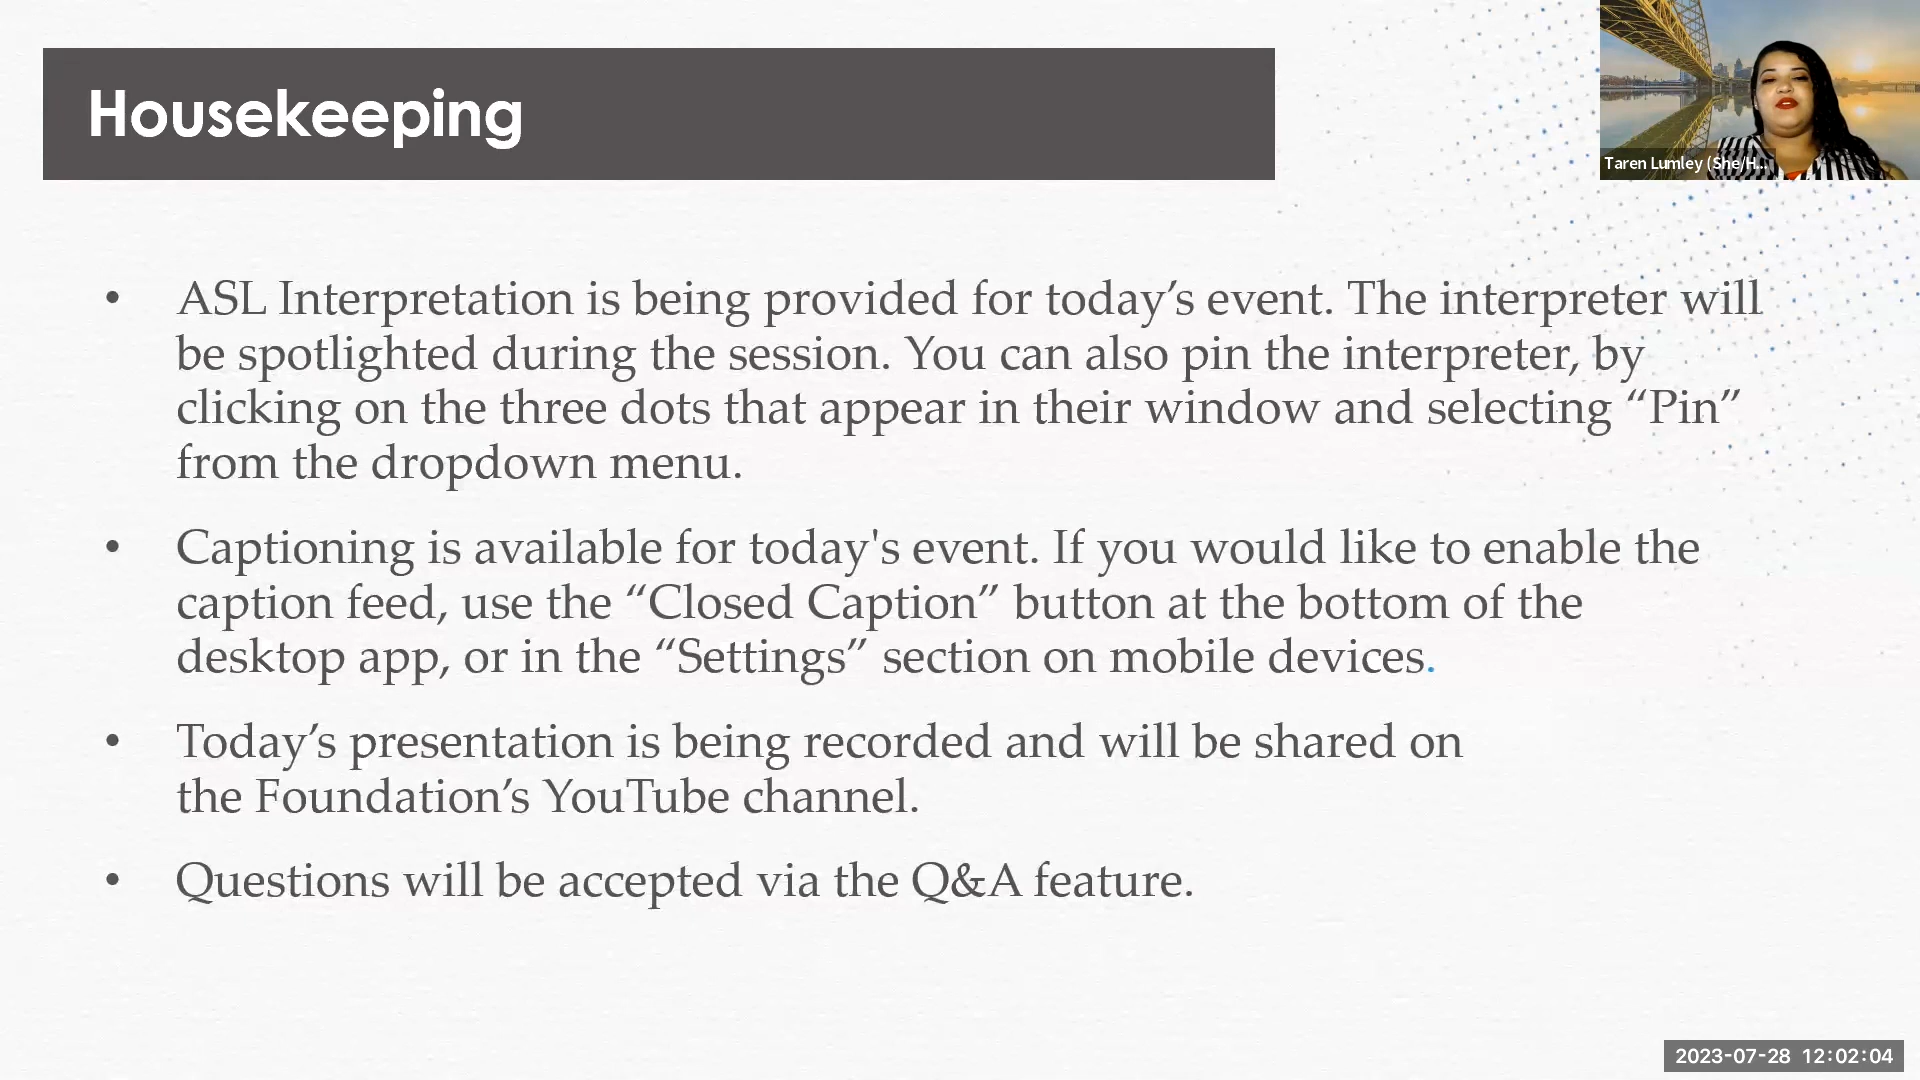 Housekeeping
Taren Lumley (She/H...
• ASL Interpretation is being provided for today’s event. The interpreter will
be spotlighted during the session. You can also pin the interpreter, by
clicking on the three dots that appear in their window and selecting “Pin”
from the dropdown menu.
• Captioning is available for today's event. If you would like to enable the
caption feed, use the “Closed Caption” button at the bottom of the
desktop app, or in the “Settings” section on mobile devices.
• Today’s presentation is being recorded and will be shared on
the Foundation’s YouTube channel.
• Questions will be accepted via the Q&A feature.
2023-07-28 12:02:04